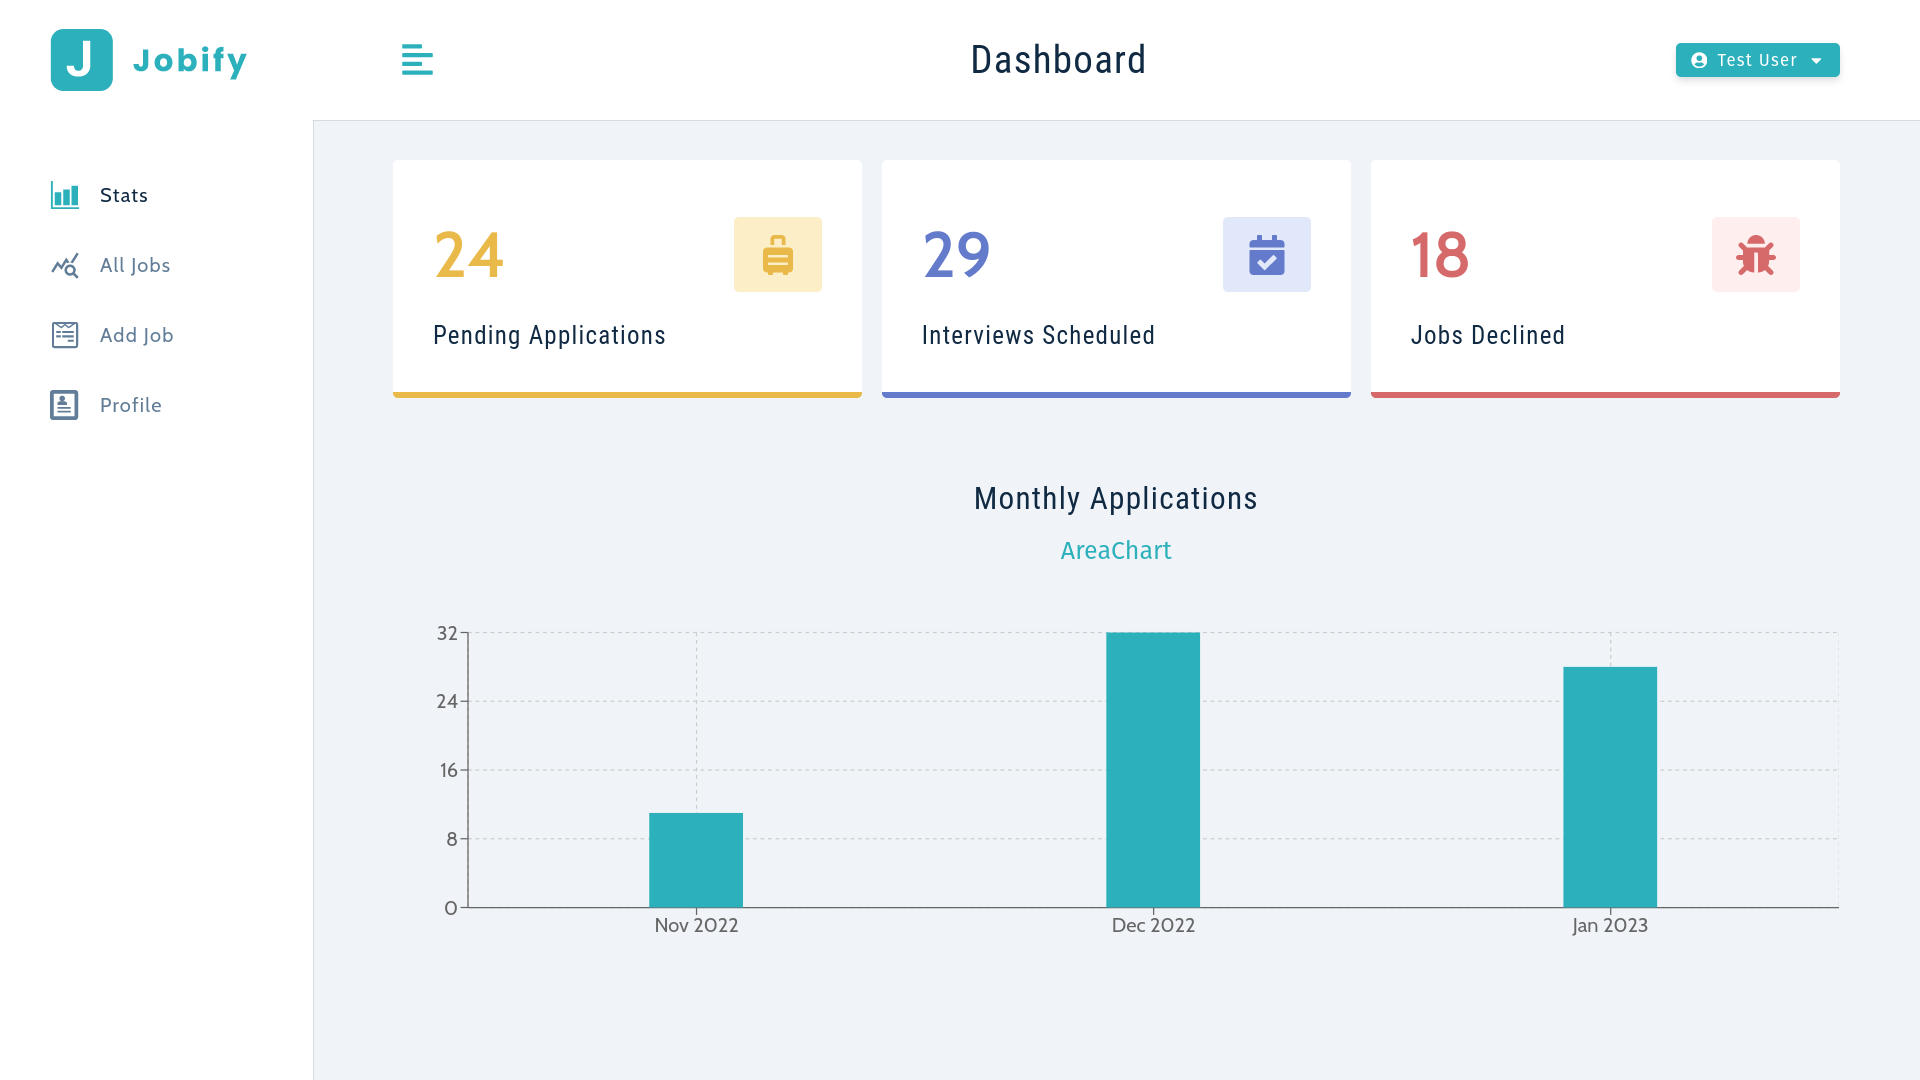 J Jobify
Dashboard
Test User
Stats
All Jobs
Add Job
Profile
24
Pending Applications
29
Interviews Scheduled
18
Jobs Declined
Monthly Applications
AreaChart
32
24
16
8
0
Nov 2022 Dec 2022 Jan 2023